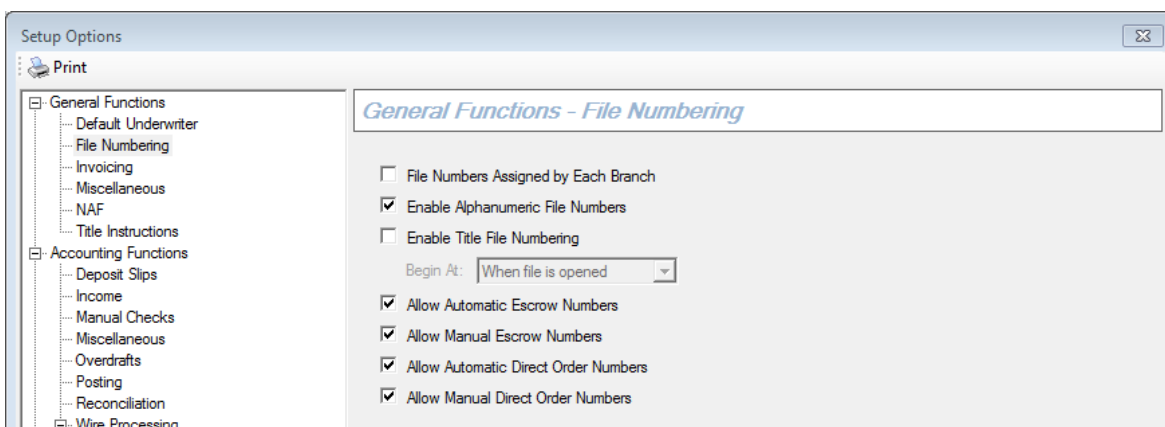 Setup Options
Print
General Functions
Default Underwriter
File Numbering
Invoicing
Miscellaneous
NAF
Title Instructions
Accounting Functions
Deposit Slips
Income
Manual Checks
Miscellaneous
Overdrafts
Posting
Reconciliation
Wire Processing
General Functions - File Numbering
File Numbers Assigned by Each Branch
Enable Alphanumeric File Numbers
Enable Title File Numbering
Begin At: When file is opened
Allow Automatic Escrow Numbers
Allow Manual Escrow Numbers
Allow Automatic Direct Order Numbers
Allow Manual Direct Order Numbers